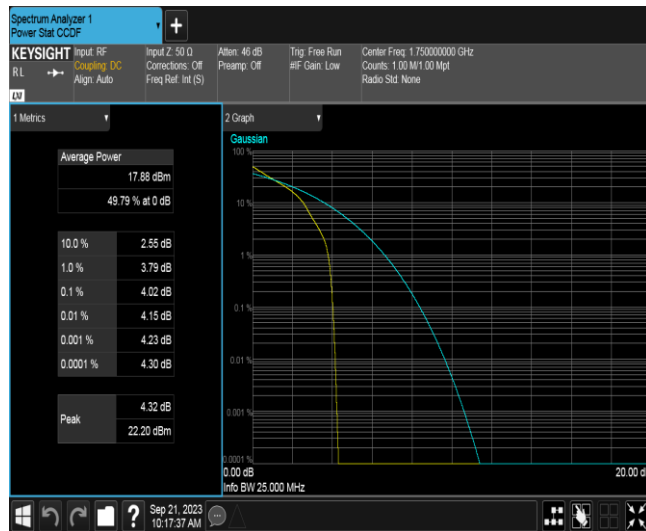 Spectrum Analyzer 1
Power Stat CCDF
+
KEYSIGHT
RL
LXI
Input: RF
Coupling: DC
Align: Auto
Input Z: 50 Ω
Corrections: Off
Freq Ref: Int (S)
Atten: 46 dB
Preamp: Off
Trig: Free Run
#IF Gain: Low
Center Freq: 1.750000000 GHz
Counts: 1.00 M/1.00 Mpt
Radio Std: None
1 Metrics
Average Power
17.88 dBm
49.79 % at 0 dB
10.0 % 2.55 dB
1.0 % 3.79 dB
0.1 % 4.02 dB
0.01 % 4.15 dB
0.001 % 4.23 dB
0.0001 % 4.30 dB
Peak
4.32 dB
22.20 dBm
2 Graph
Gaussian
100 %
10 %
1 %
0.1 %
0.01 %
0.001 %
0.0001 %
0.00 dB 20.00 d
Info BW 25.000 MHz
?
Sep 21, 2023
10:17:37 AM